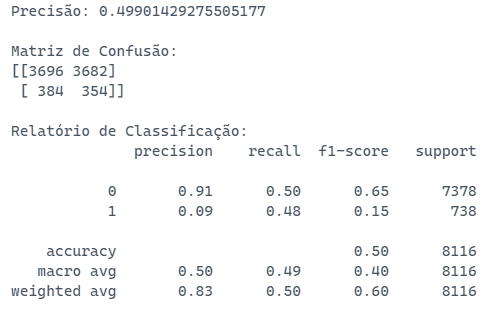 Precisão: 0.49901429275505177
Matriz de Confusão:
[[3696 3682]
 [ 384  354]]
Relatório de Classificação:
              precision    recall  f1-score   support
           0       0.91      0.50      0.65      7378
           1       0.09      0.48      0.15       738
    accuracy                           0.50      8116
   macro avg       0.50      0.49      0.40      8116
weighted avg       0.83      0.50      0.60      8116